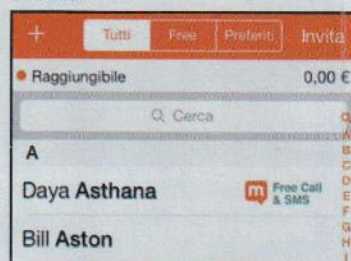 + Tutti Free Preferiti Invita
Raggiungibile 0,00 €
Cerca
A
Daya Asthana m Free Call
& SMS
Bill Aston
A
B
C
D
E
F
G
H
I